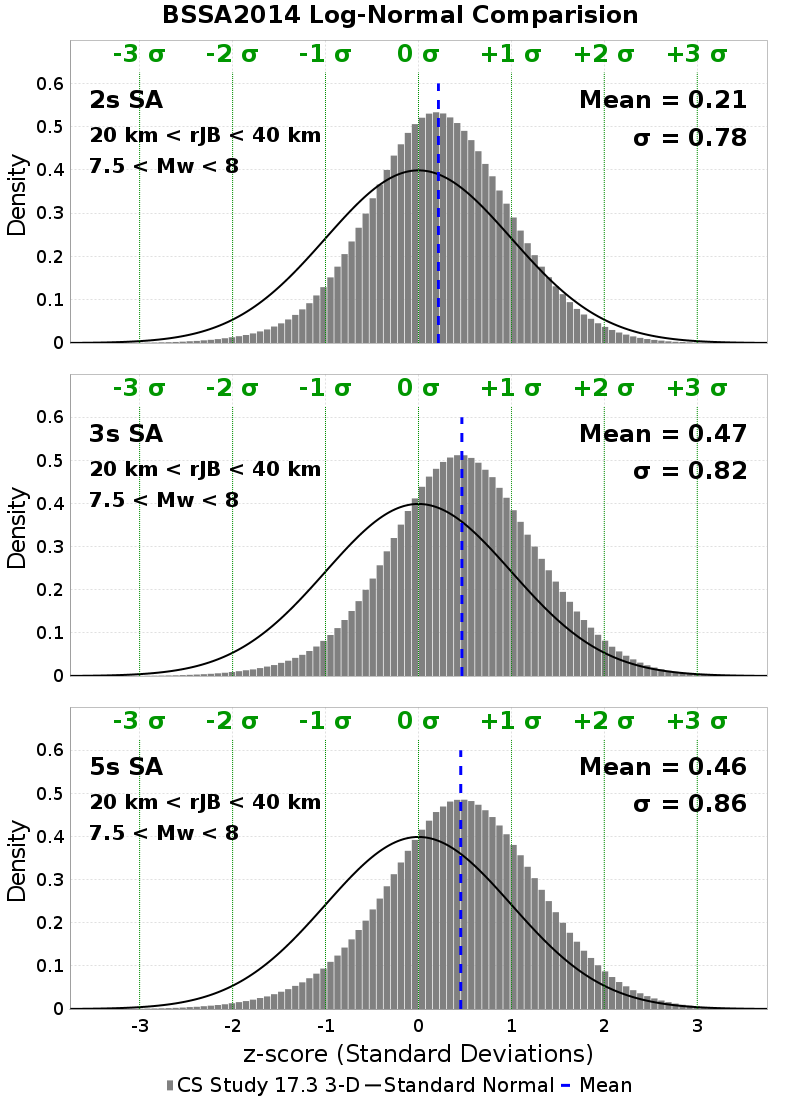 BSSA2014 Log-Normal Comparision
-3 σ -2 σ -1 σ 0 σ +1 σ +2 σ +3 σ
0.6
2s SA Mean = 0.21
0.5
20 km < rJB < 40 km σ = 0.78
7.5 < Mw < 8
0.4
0.3
0.2
0.1
0
Density
-3 σ -2 σ -1 σ 0 σ +1 σ +2 σ +3 σ
0.6
3s SA Mean = 0.47
0.5
20 km < rJB < 40 km σ = 0.82
7.5 < Mw < 8
0.4
0.3
0.2
0.1
0
Density
-3 σ -2 σ -1 σ 0 σ +1 σ +2 σ +3 σ
0.6
5s SA Mean = 0.46
0.5
20 km < rJB < 40 km σ = 0.86
7.5 < Mw < 8
0.4
0.3
0.2
0.1
0
Density
-3 -2 -1 0 1 2 3
z-score (Standard Deviations)
CS Study 17.3 3-D Standard Normal Mean